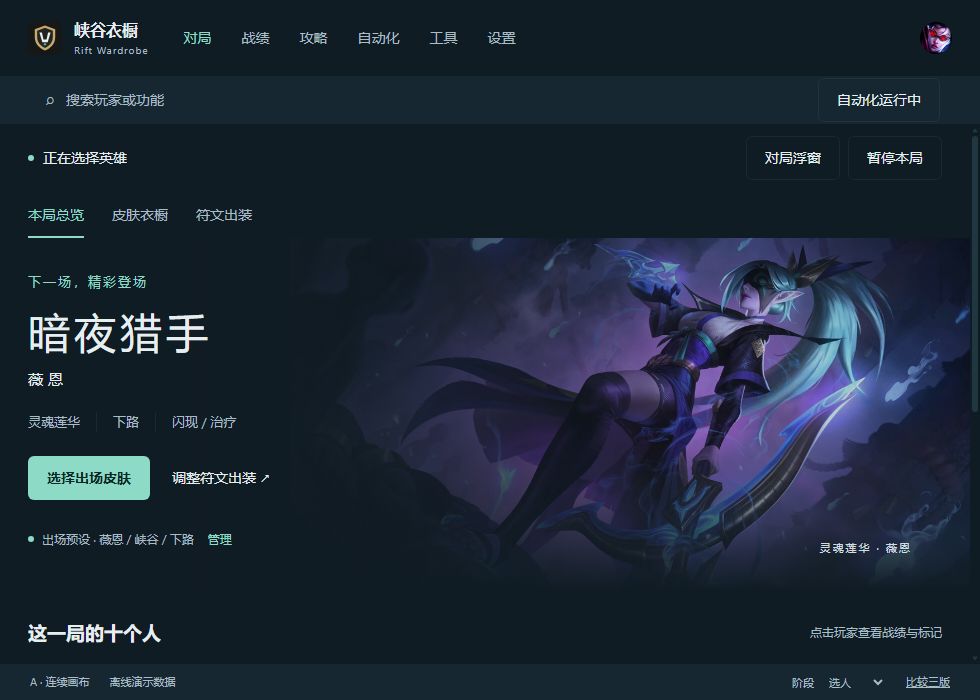 峡谷衣橱
Rift Wardrobe
对局 战绩 攻略 自动化 工具 设置
搜索玩家或功能
自动化运行中
正在选择英雄
对局浮窗 暂停本局
本局总览 皮肤衣橱 符文出装
下一场，精彩登场
暗夜猎手
薇恩
灵魂莲华 下路 闪现 / 治疗
选择出场皮肤 调整符文出装 ↗
出场预设 · 薇恩 / 峡谷 / 下路 管理
灵魂莲华 · 薇恩
这一局的十个人
点击玩家查看战绩与标记
A · 连续画布 离线演示数据
阶段 选人 比较三版